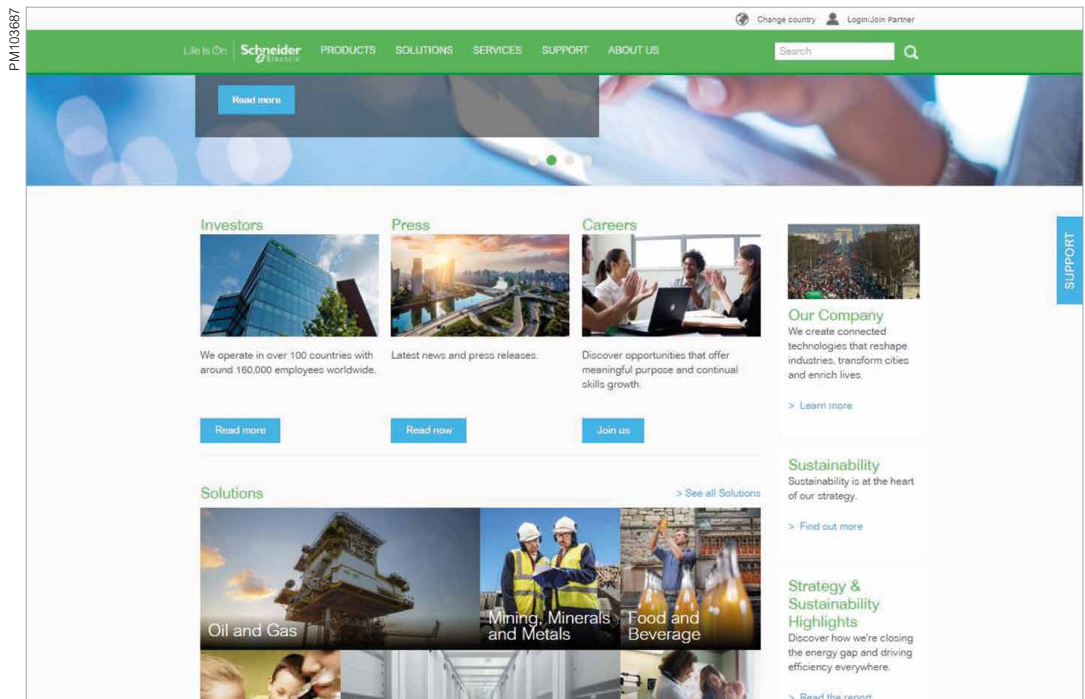 PM103687
Change country Login/Join Partner
Life Is On Schneider Electric PRODUCTS SOLUTIONS SERVICES SUPPORT ABOUT US Search
Read more
Investors
We operate in over 100 countries with
around 160,000 employees worldwide.
Read more
Press
Latest news and press releases.
Read now
Careers
Discover opportunities that offer
meaningful purpose and continual
skills growth.
Join us
Our Company
We create connected
technologies that reshape
industries, transform cities
and enrich lives.
> Learn more
SUPPORT
Solutions
> See all Solutions
Oil and Gas
Mining, Minerals
and Metals
Food and
Beverage
Sustainability
Sustainability is at the heart
of our strategy.
> Find out more
Strategy &
Sustainability
Highlights
Discover how we're closing
the energy gap and driving
efficiency everywhere.
> Read the report